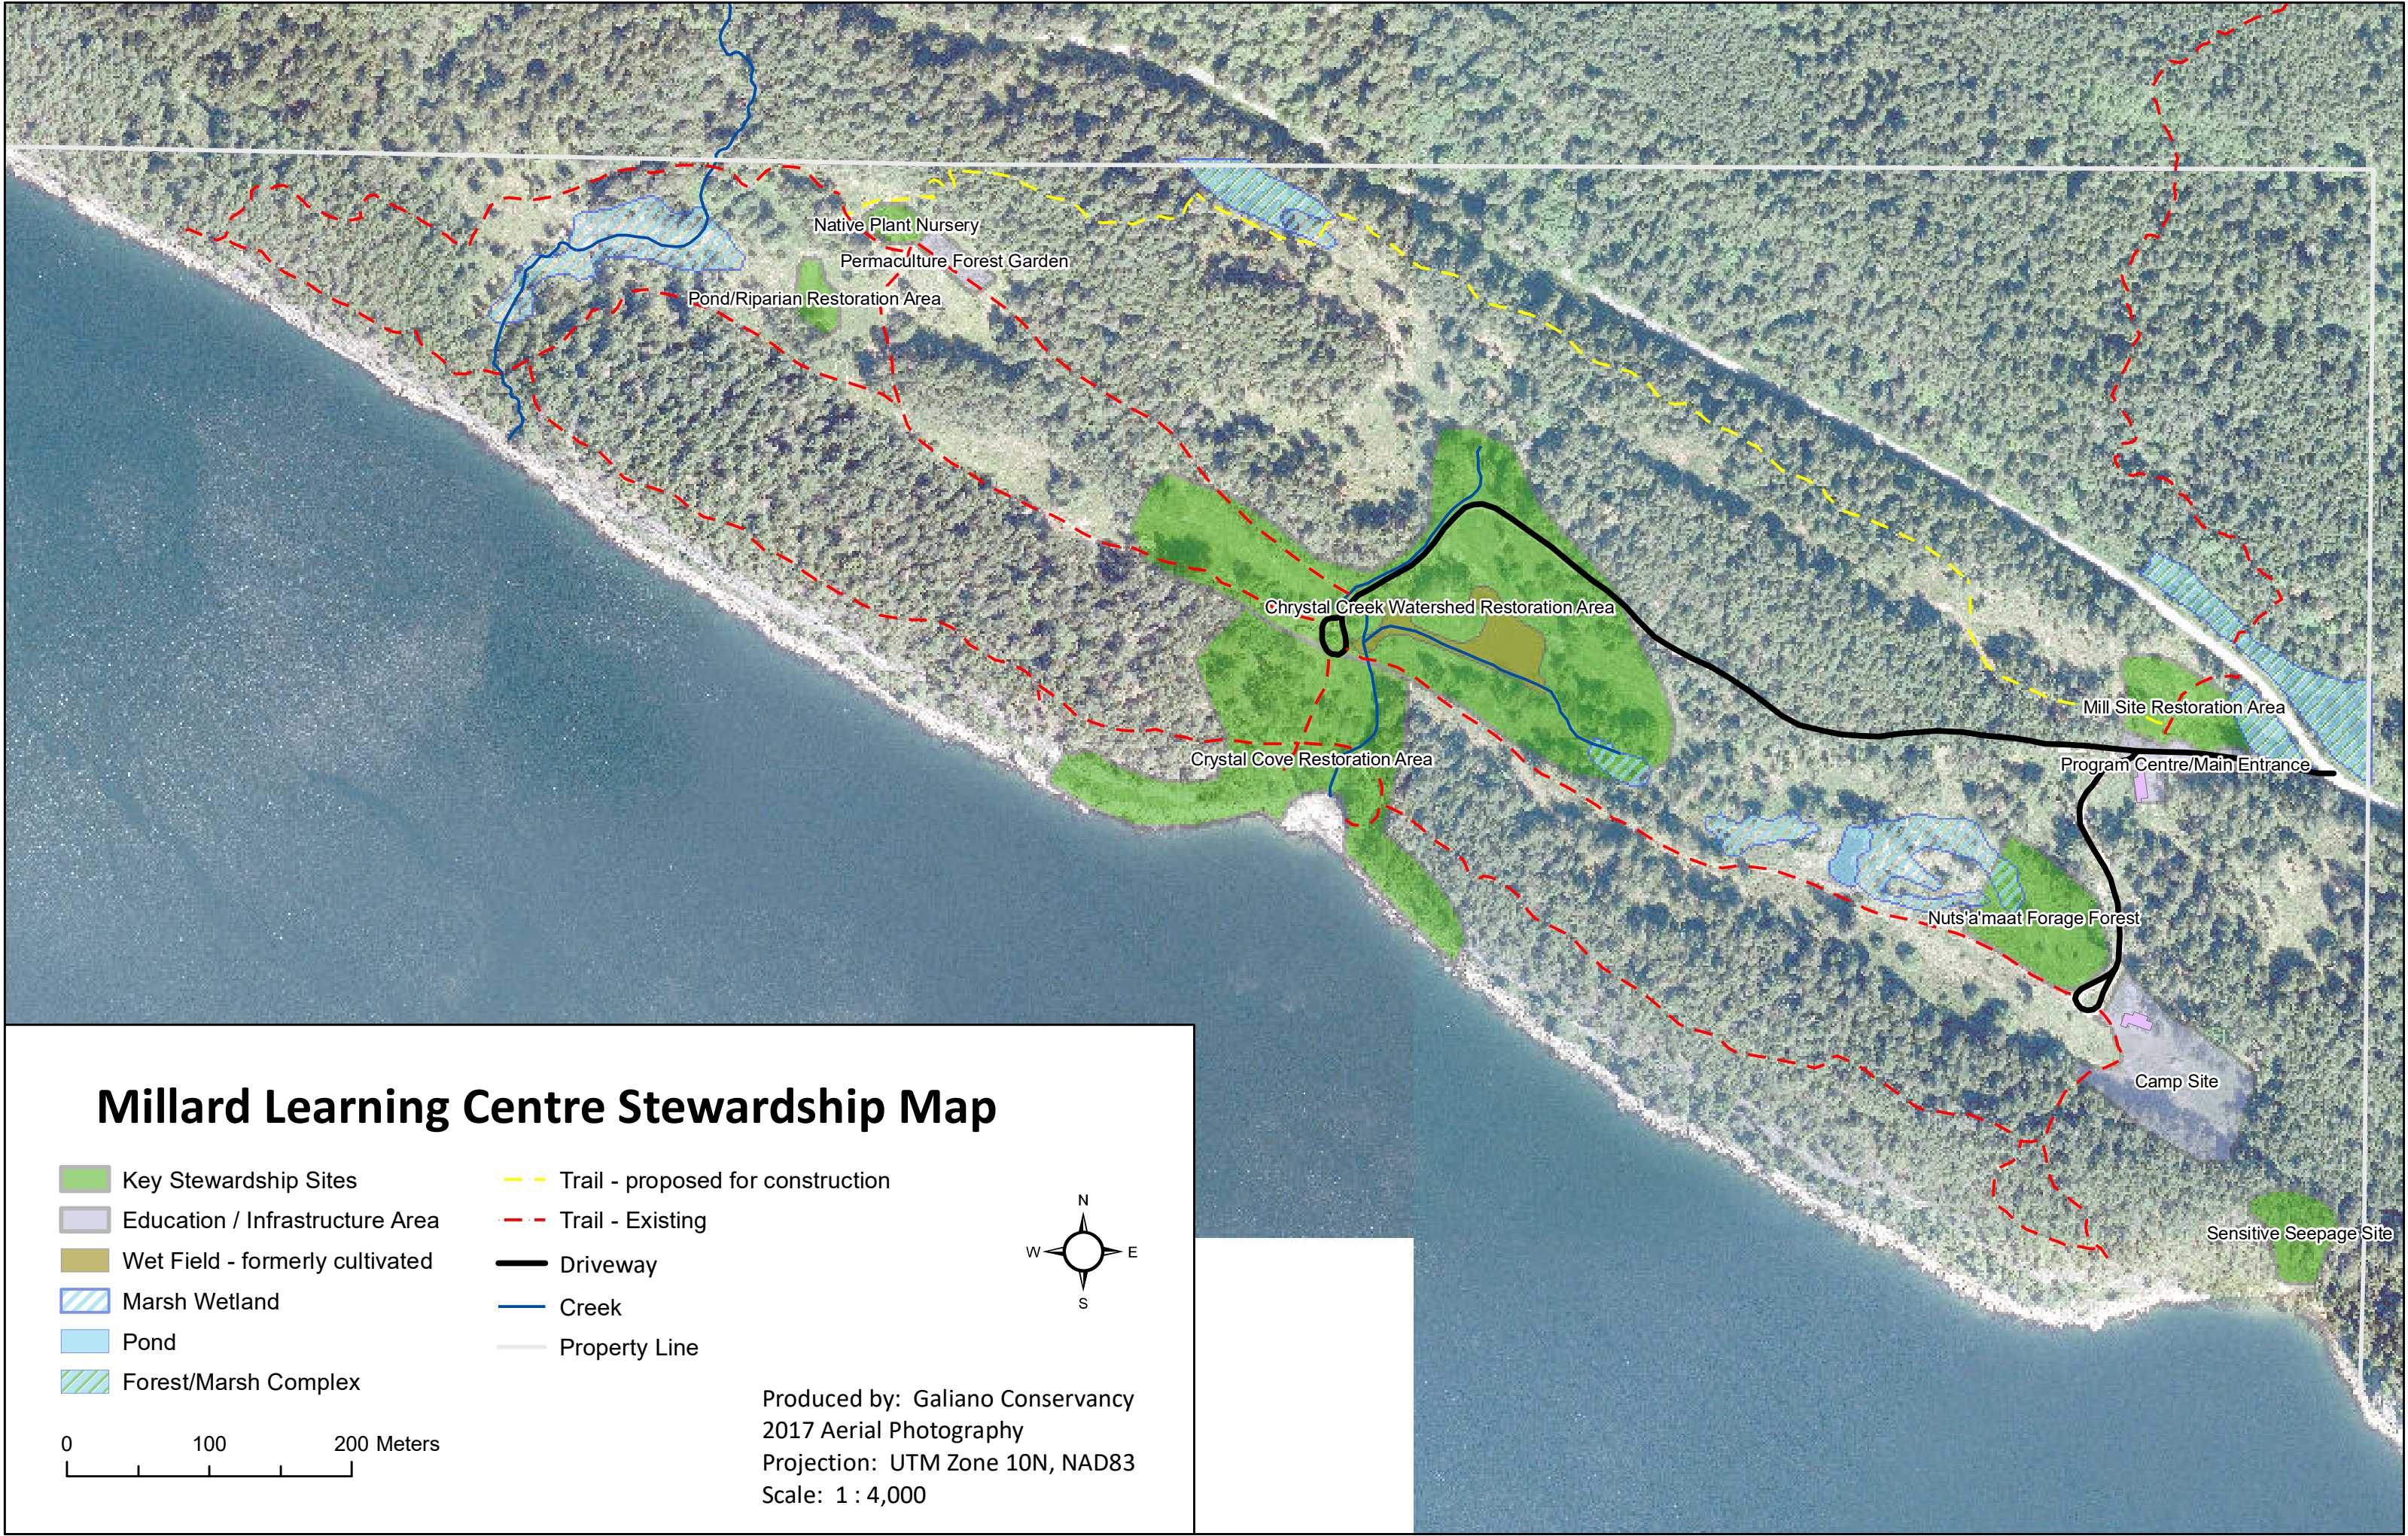 Native Plant Nursery
Permaculture Forest Garden
Pond/Riparian Restoration Area
Chrystal Creek Watershed Restoration Area
Mill Site Restoration Area
Crystal Cove Restoration Area
Program Centre/Main Entrance
Nuts'a'maat Forage Forest
Camp Site
Sensitive Seepage Site
Millard Learning Centre Stewardship Map
Key Stewardship Sites
Education / Infrastructure Area
Wet Field - formerly cultivated
Marsh Wetland
Pond
Forest/Marsh Complex
Trail - proposed for construction
Trail - Existing
Driveway
Creek
Property Line
N
W E
S
0 100 200 Meters
Produced by: Galiano Conservancy
2017 Aerial Photography
Projection: UTM Zone 10N, NAD83
Scale: 1 : 4,000